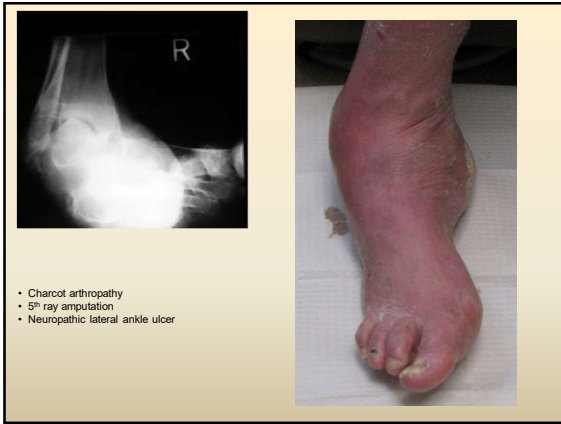 R
• Charcot arthropathy
• 5th ray amputation
• Neuropathic lateral ankle ulcer